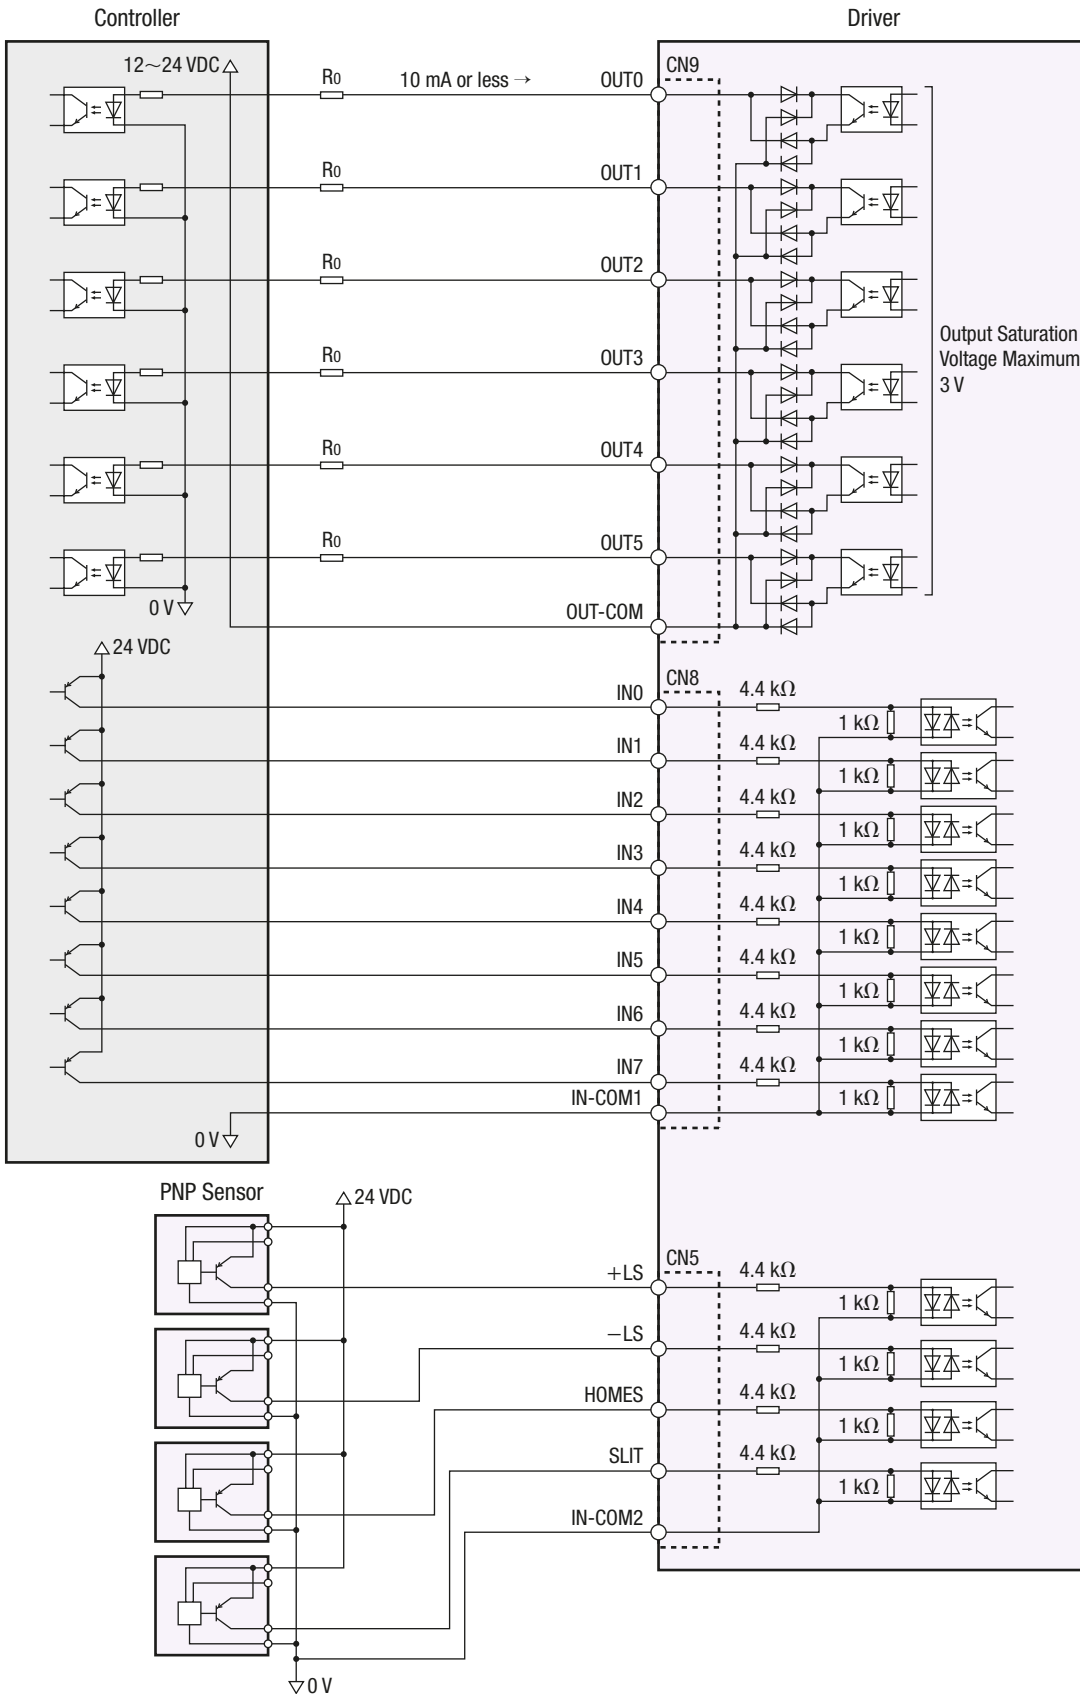 Controller
Driver
12~24 VDC
R0
10 mA or less →
OUT0
CN9
R0
OUT1
R0
OUT2
Output Saturation
Voltage Maximum
3 V
R0
OUT3
R0
OUT4
R0
OUT5
0 V
OUT-COM
24 VDC
CN8
IN0
4.4 kΩ
1 kΩ
IN1
4.4 kΩ
1 kΩ
IN2
4.4 kΩ
1 kΩ
IN3
4.4 kΩ
1 kΩ
IN4
4.4 kΩ
1 kΩ
IN5
4.4 kΩ
1 kΩ
IN6
4.4 kΩ
1 kΩ
IN7
4.4 kΩ
1 kΩ
IN-COM1
0 V
PNP Sensor
24 VDC
CN5
+LS
4.4 kΩ
1 kΩ
−LS
4.4 kΩ
1 kΩ
HOMES
4.4 kΩ
1 kΩ
SLIT
4.4 kΩ
1 kΩ
IN-COM2
0 V